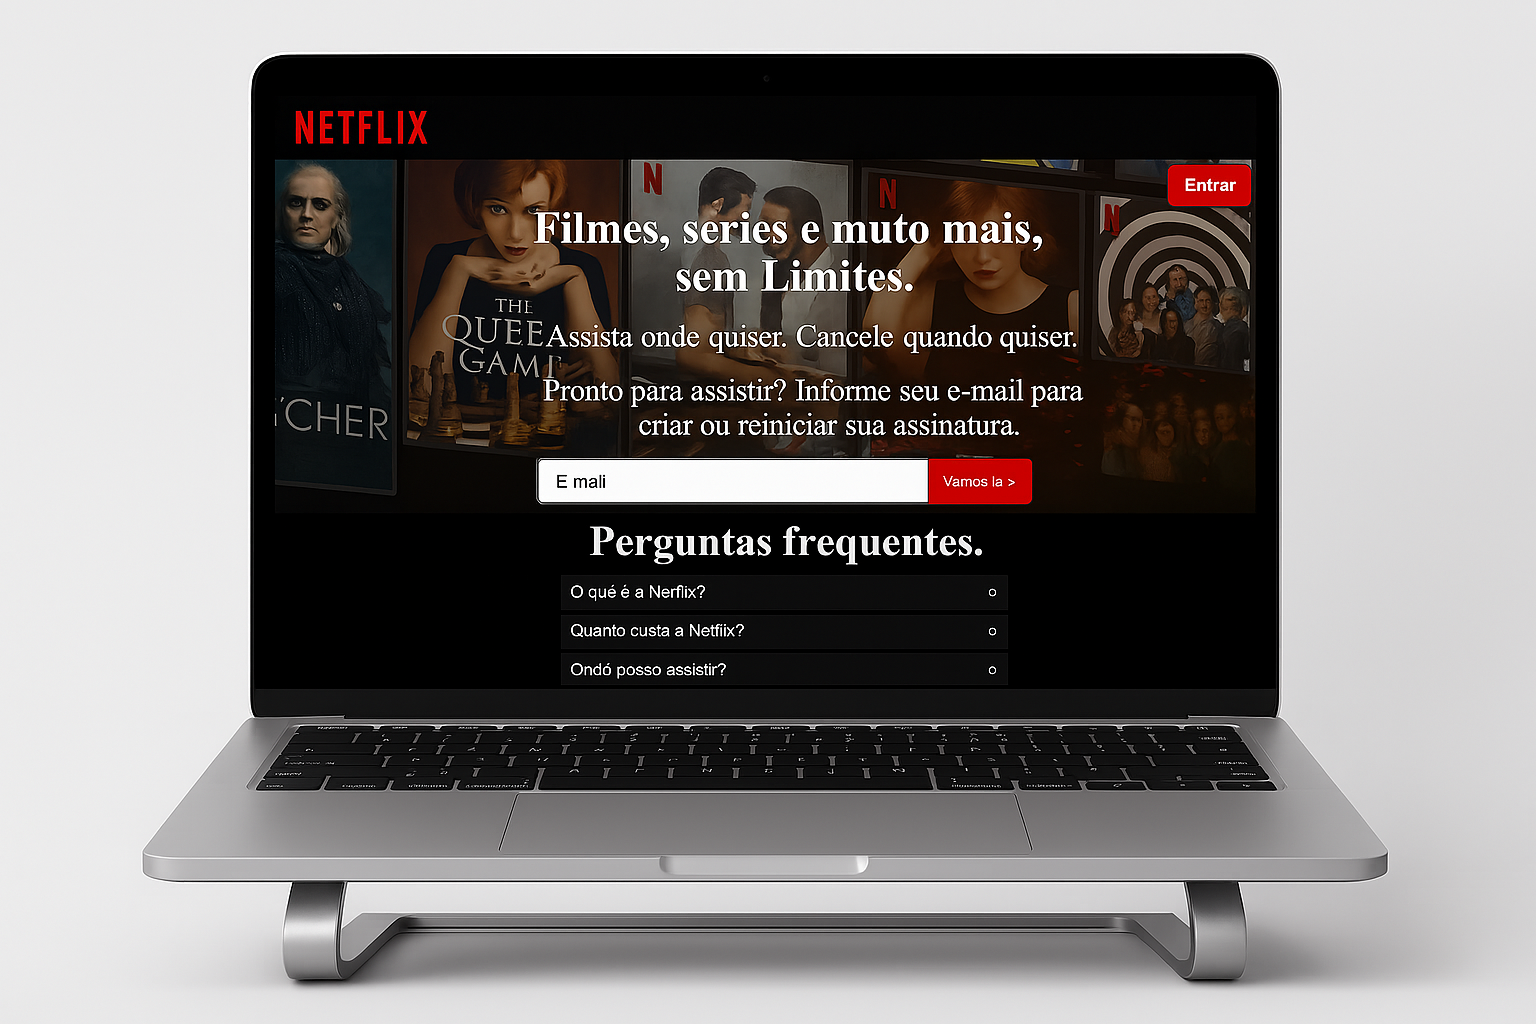 NETFLIX
Entrar
Filmes, series e muto mais,
sem Limites.
THE
QUEE
GAM
Assista onde quiser. Cancele quando quiser.
Pronto para assistir? Informe seu e-mail para
criar ou reiniciar sua assinatura.
CHER
E mali
Vamos la >
Perguntas frequentes.
O qué é a Nerflix?
Quanto custa a Netfiix?
Ondó posso assistir?